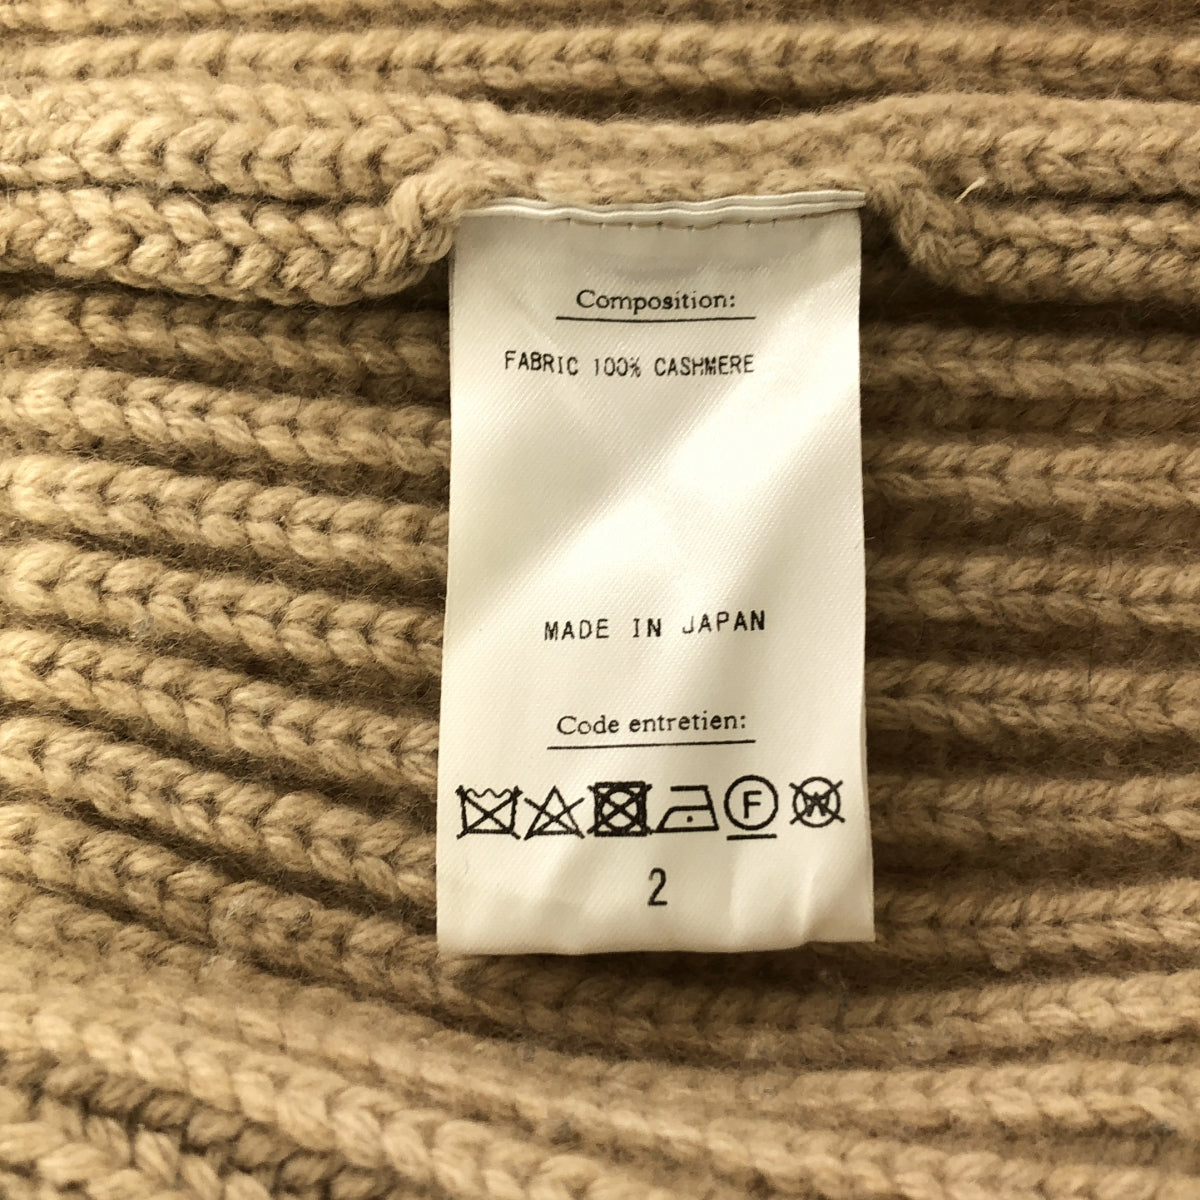 Composition:
FABRIC 100% CASHMERE
MADE IN JAPAN
Code entretien:
F W
2